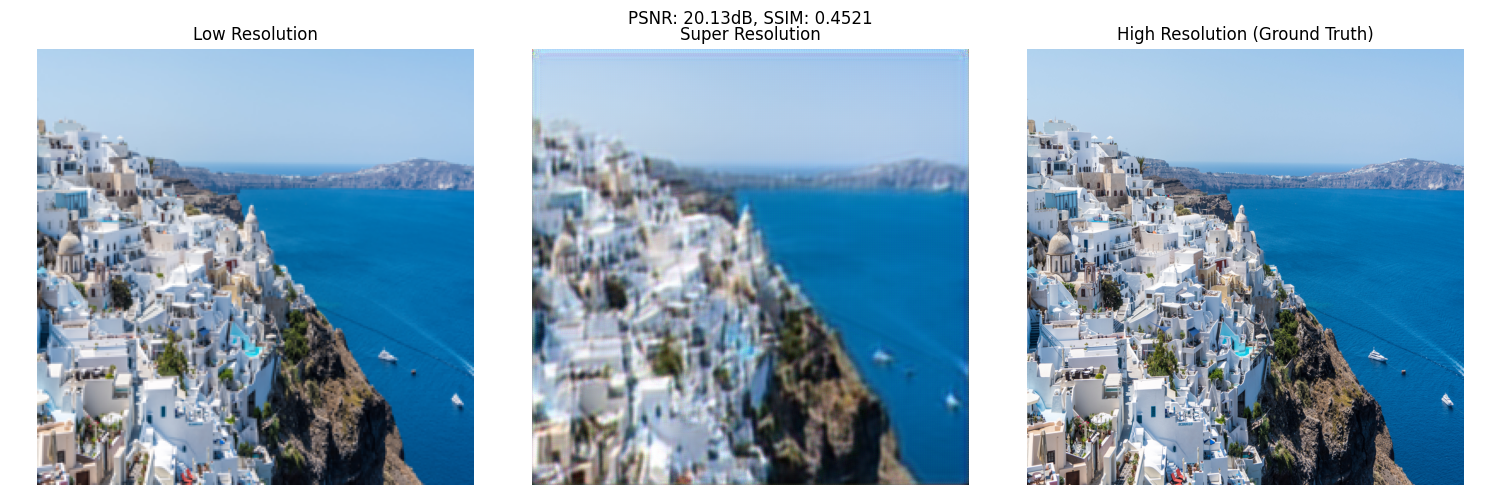 PSNR: 20.13dB, SSIM: 0.4521
Low Resolution
Super Resolution
High Resolution (Ground Truth)